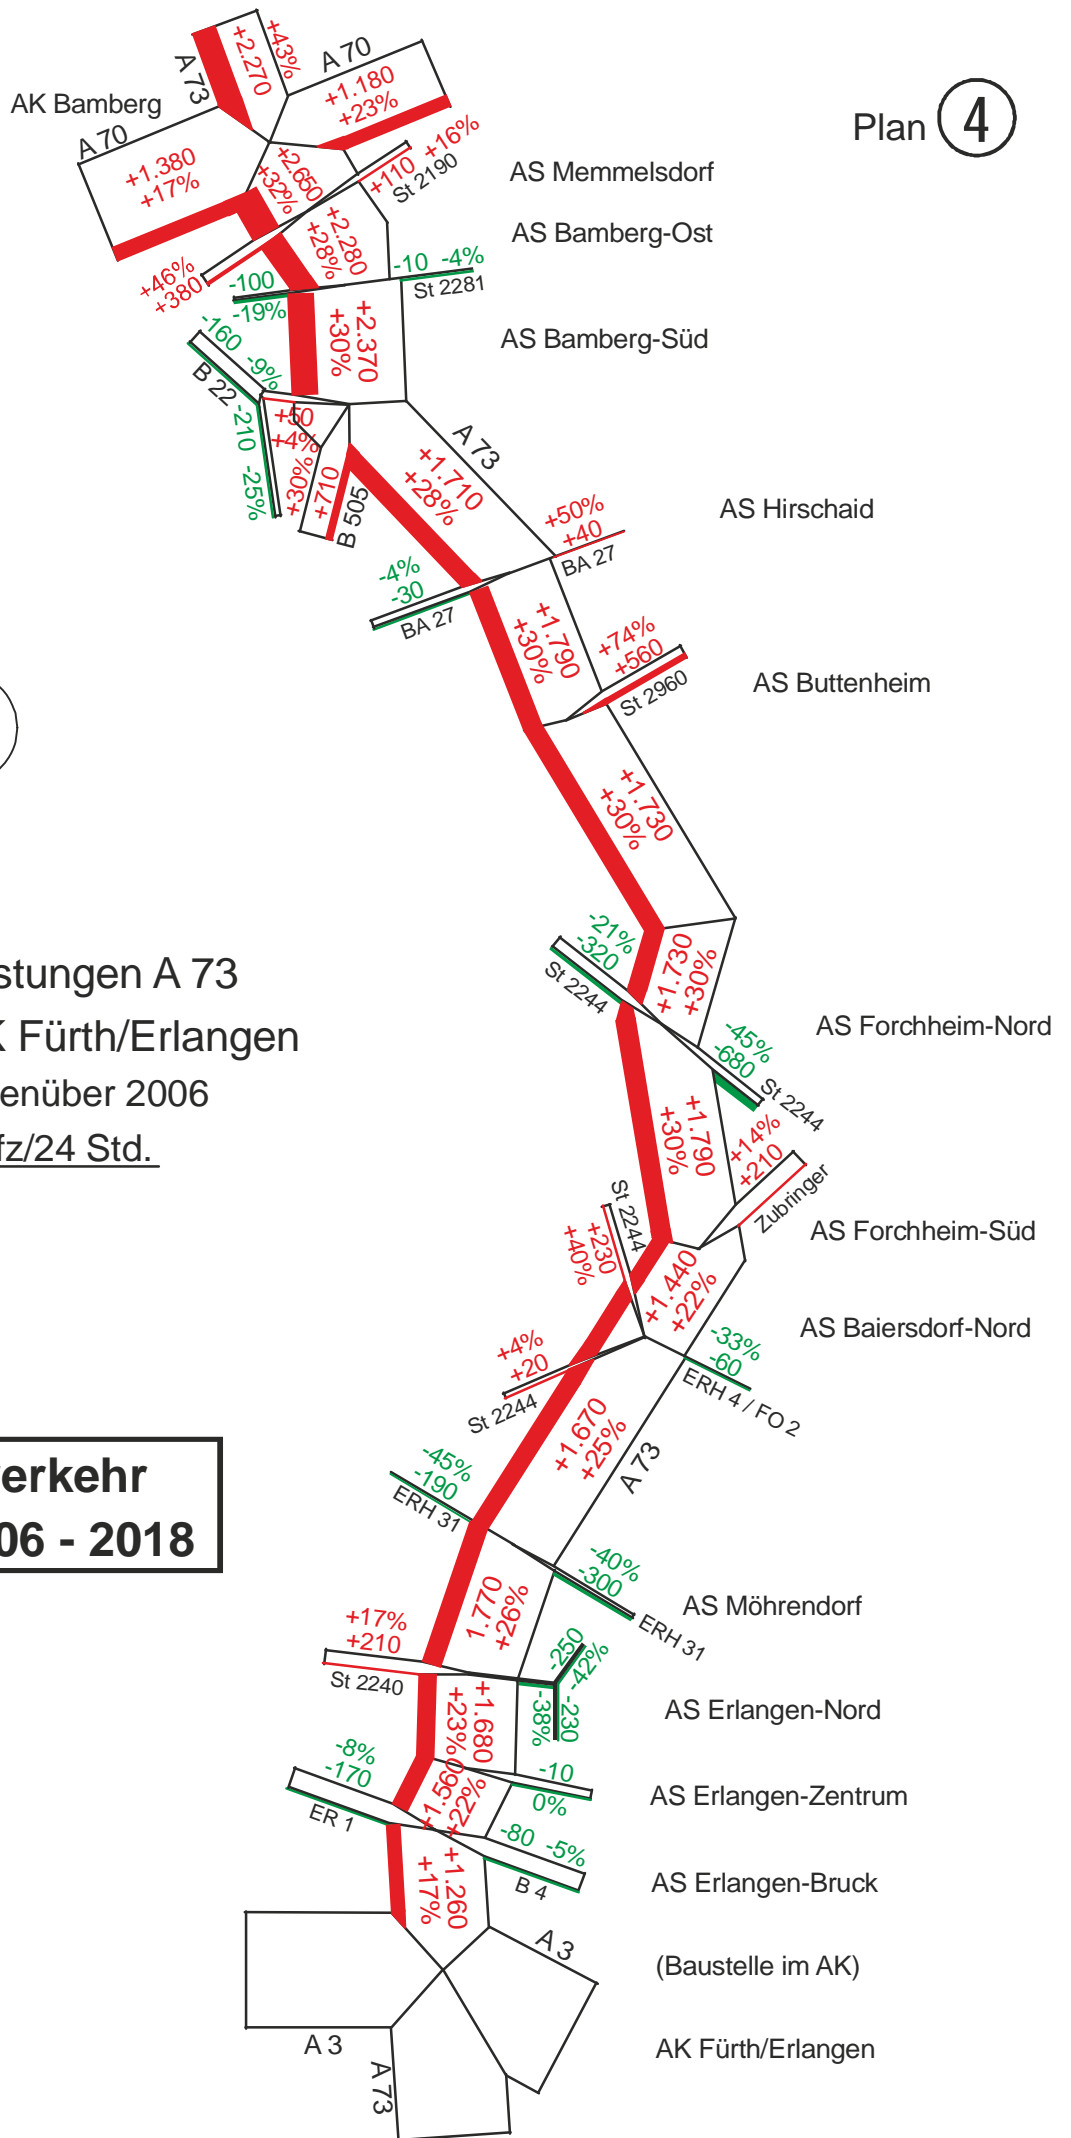 Plan 4
AK Bamberg
A 73
+2.270
+43%
A 70
+1.180
+23%
A 70
+1.380
+17%
+2.650
+32%
+110 +16%
St 2190
AS Memmelsdorf
+46%
+380
+2.280
+28%
AS Bamberg-Ost
-100
-19%
-10 -4%
St 2281
+2.370
+30%
AS Bamberg-Süd
-160 -9%
B 22
-210 -25%
+50
+4%
+30%
+710
B 505
A 73
+1.710
+28%
+50%
+40
BA 27
AS Hirschaid
-4%
-30
BA 27
+1.790
+30%
+74%
+560
St 2960
AS Buttenheim
+1.730
+30%
-21%
-320
St 2244
+1.730
+30%
stungen A 73
K Fürth/Erlangen
enüber 2006
fz/24 Std.
AS Forchheim-Nord
-45%
-680
St 2244
+1.790
+30%
+14%
+210
Zubringer
AS Forchheim-Süd
St 2244
+230
+40%
+1.440
+22%
AS Baiersdorf-Nord
-33%
-60
ERH 4 / FO 2
+4%
+20
St 2244
+1.670
+25%
A 73
erkehr
06 - 2018
-45%
-190
ERH 31
-40%
-300
ERH 31
AS Möhrendorf
1.770
+26%
+17%
+210
St 2240
-250
-42%
-38%
-230
AS Erlangen-Nord
+1.680
+23%
-8%
-170
ER 1
-10
0%
AS Erlangen-Zentrum
+1.560
+22%
-80 -5%
B 4
AS Erlangen-Bruck
+1.260
+17%
A 3
(Baustelle im AK)
A 3
A 73
AK Fürth/Erlangen